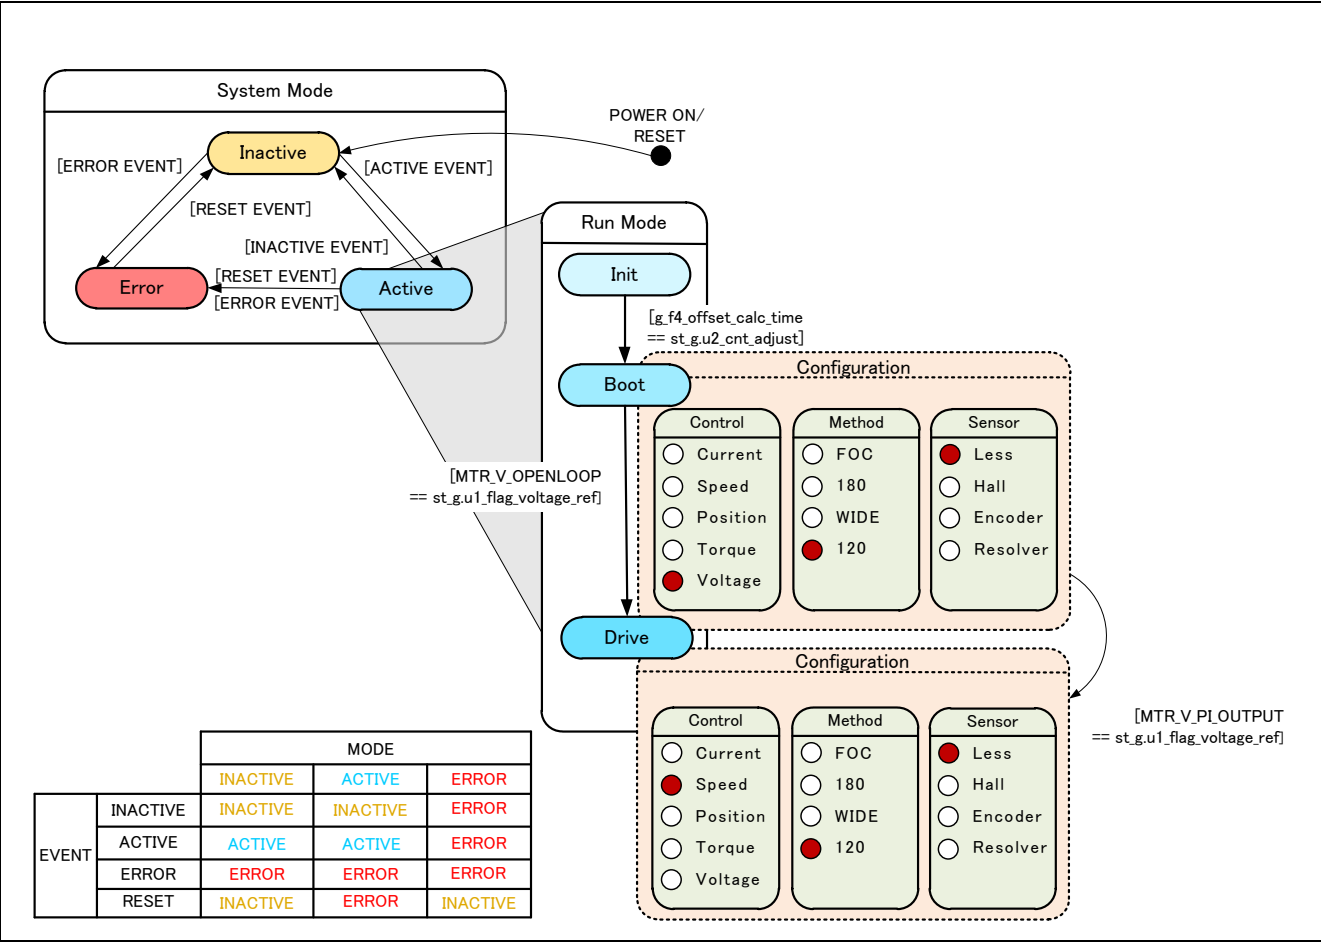 System Mode
POWER ON/
RESET
Inactive
[ERROR EVENT]
[ACTIVE EVENT]
[RESET EVENT]
[INACTIVE EVENT]
Error
[RESET EVENT]
[ERROR EVENT]
Active
Run Mode
Init
[g_f4_offset_calc_time
== st_g.u2_cnt_adjust]
Boot
[MTR_V_OPENLOOP
== st_g.u1_flag_voltage_ref]
Drive
Configuration
Control
Current
Speed
Position
Torque
Voltage
Method
FOC
180
WIDE
120
Sensor
Less
Hall
Encoder
Resolver
[MTR_V_PI_OUTPUT
== st_g.u1_flag_voltage_ref]
Configuration
Control
Current
Speed
Position
Torque
Voltage
Method
FOC
180
WIDE
120
Sensor
Less
Hall
Encoder
Resolver
MODE
INACTIVE ACTIVE ERROR
EVENT
INACTIVE INACTIVE INACTIVE ERROR
ACTIVE ACTIVE ACTIVE ERROR
ERROR ERROR ERROR ERROR
RESET INACTIVE ERROR INACTIVE